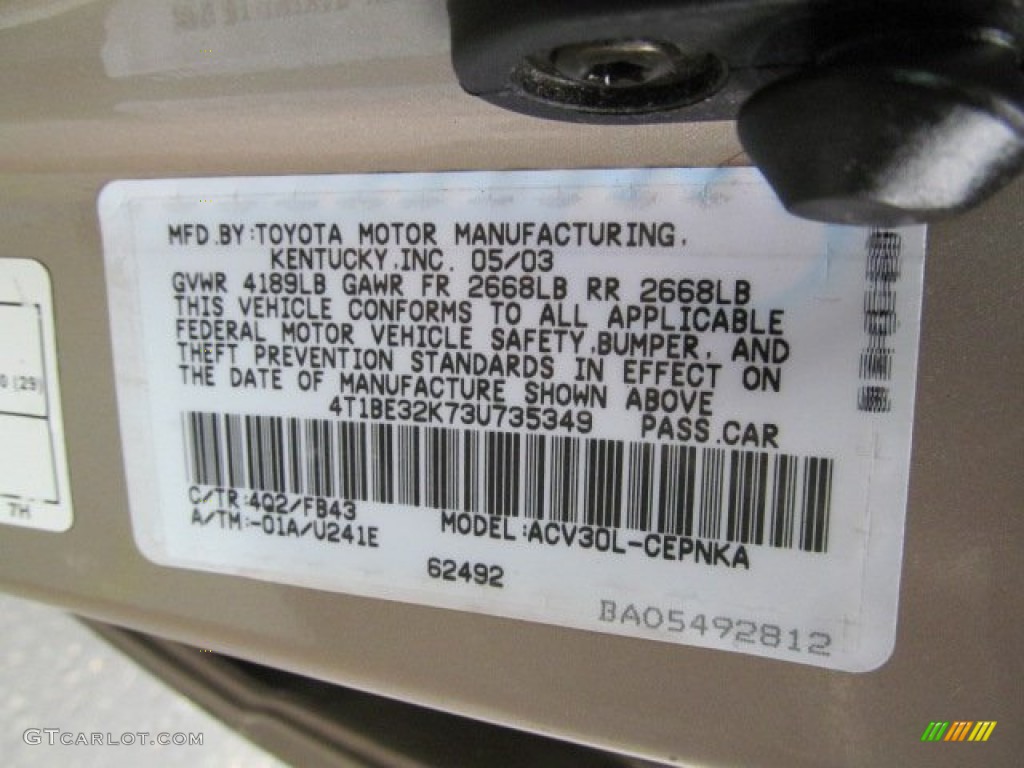 MFD.BY:TOYOTA MOTOR MANUFACTURING,
KENTUCKY,INC. 05/03
GVWR 4189LB GAWR FR 2668LB RR 2668LB
THIS VEHICLE CONFORMS TO ALL APPLICABLE
FEDERAL MOTOR VEHICLE SAFETY,BUMPER, AND
THEFT PREVENTION STANDARDS IN EFFECT ON
THE DATE OF MANUFACTURE SHOWN ABOVE
4T1BE32K73U735349 PASS.CAR
C/TR:4Q2/FB43
A/TM:-01A/U241E
MODEL:ACV30L-CEPNKA
62492
BA05492812
(29)
7H
GTCARLOT.COM